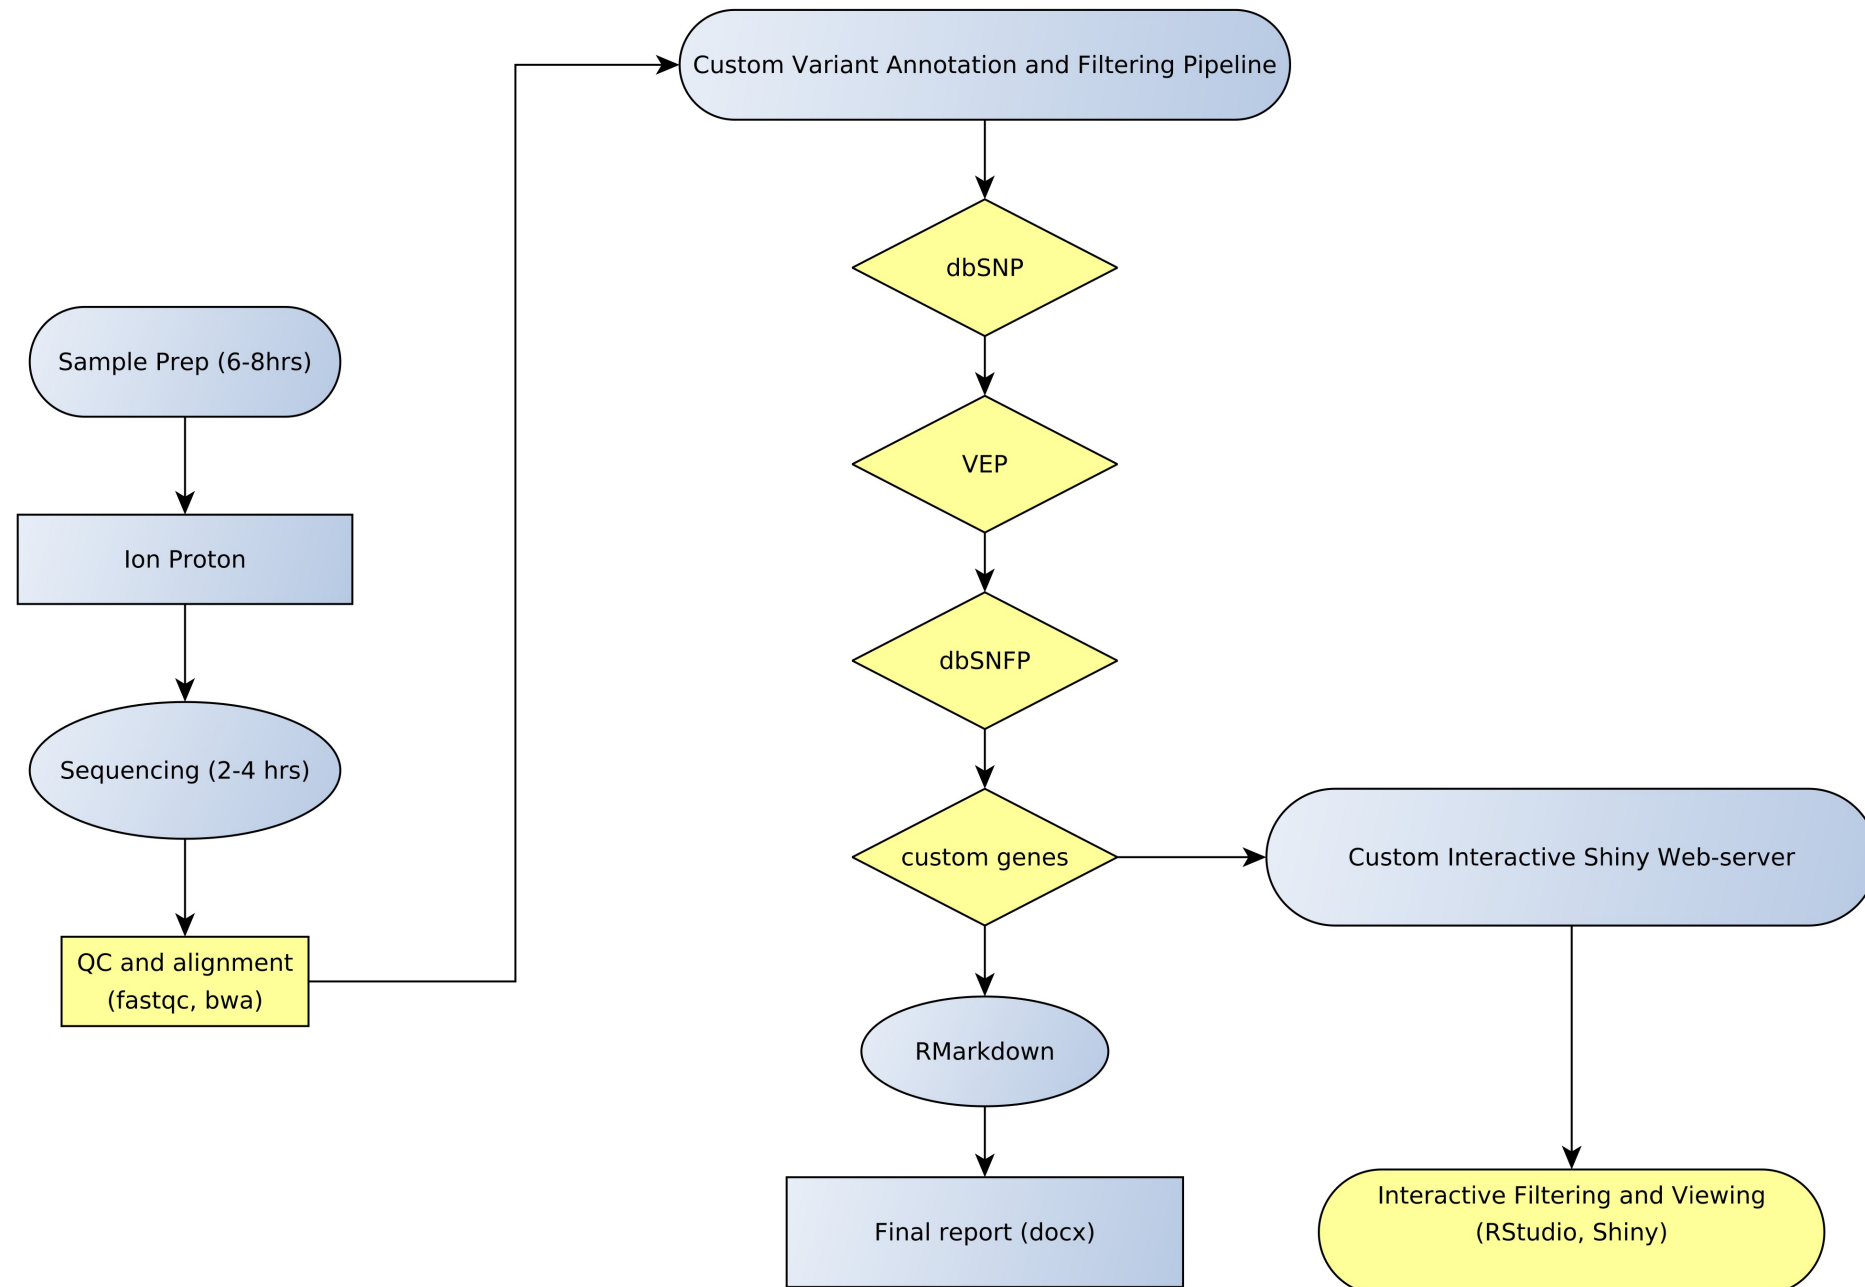 Sample Prep (6-8hrs)
Ion Proton
Sequencing (2-4 hrs)
QC and alignment
(fastqc, bwa)
Custom Variant Annotation and Filtering Pipeline
dbSNP
VEP
dbSNFP
custom genes
RMarkdown
Final report (docx)
Custom Interactive Shiny Web-server
Interactive Filtering and Viewing
(RStudio, Shiny)